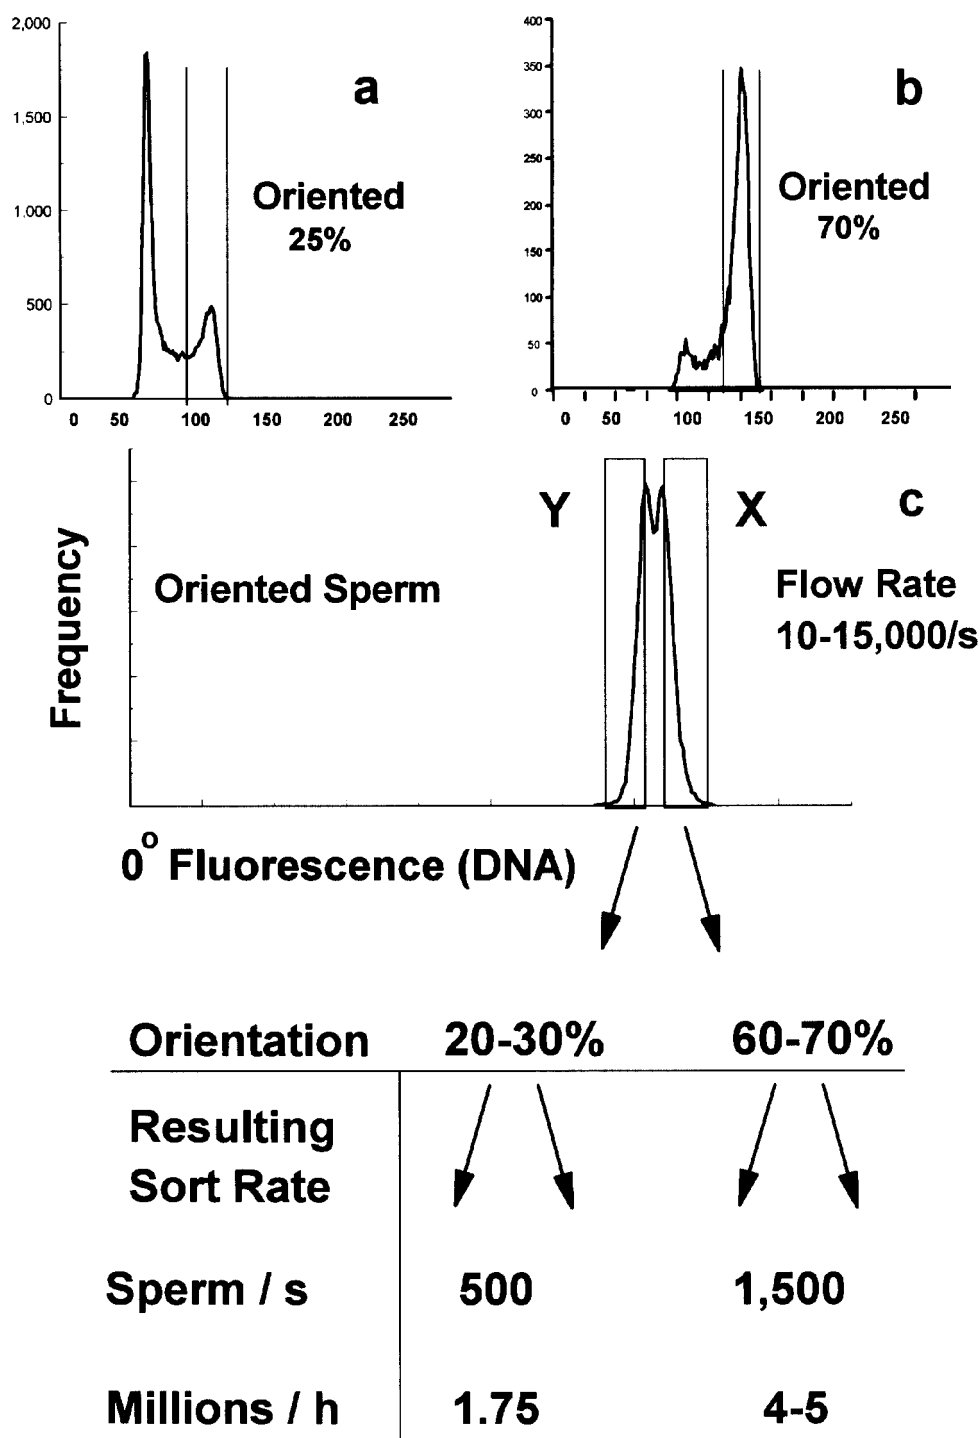 2,000
1,500
1.000
500
0
0 50 100 150 200 250
a
Oriented
25%
400
350
300
250
200
150
100
50
0
0 50 100 150 250
b
Oriented
70%
Y X c
Oriented Sperm
Flow Rate
10-15,000/s
Frequency
0° Fluorescence (DNA)
Orientation 20-30% 60-70%
Resulting
Sort Rate
Sperm / s 500 1,500
Millions / h 1.75 4-5